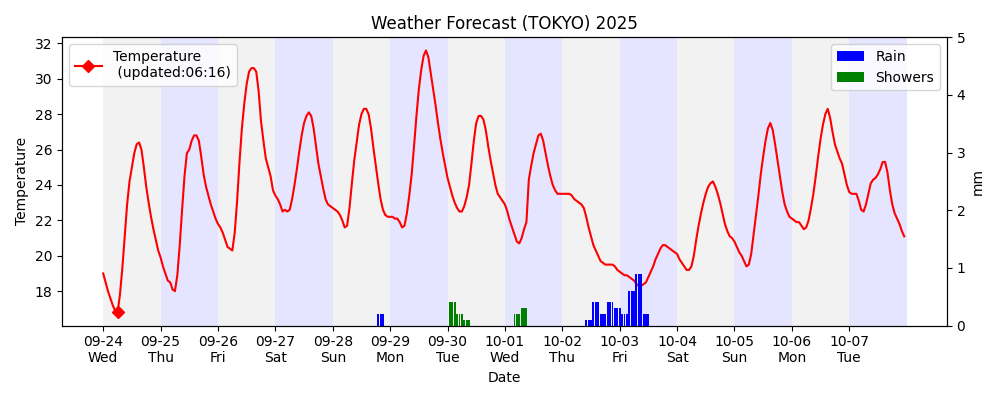 Weather Forecast (TOKYO) 2025
Temperature
(updated:06:16)
Rain
Showers
32
30
28
26
24
22
20
18
Temperature
5
4
3
2
1
0
mm
09-24 09-25 09-26 09-27 09-28 09-29 09-30 10-01 10-02 10-03 10-04 10-05 10-06 10-07
Wed Thu Fri Sat Sun Mon Tue Wed Thu Fri Sat Sun Mon Tue
Date